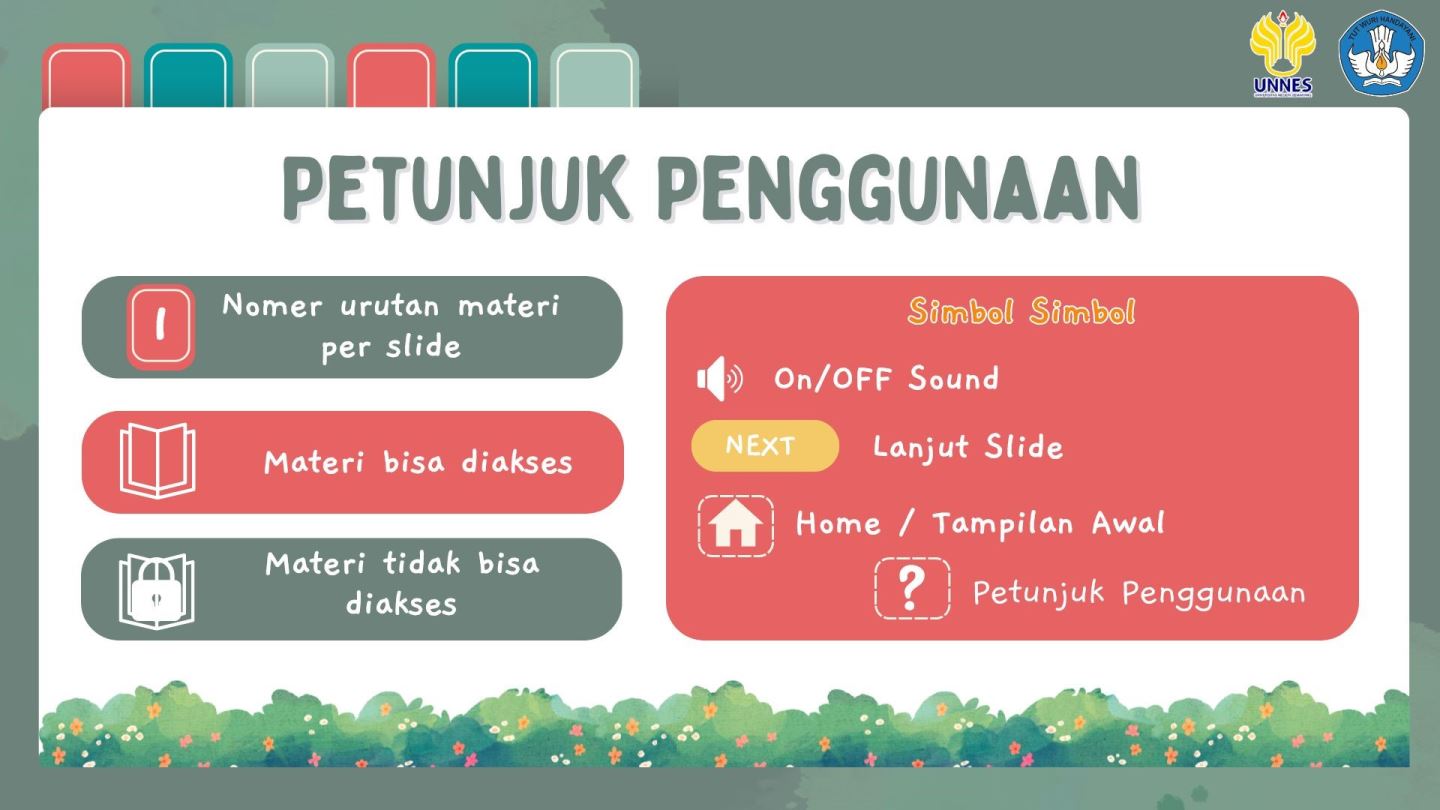 UNNES
TUT WURI HANDAYANI
PETUNJUK PENGGUNAAN
1
Nomer urutan materi
per slide
Materi bisa diakses
Materi tidak bisa
diakses
Simbol Simbol
On/OFF Sound
NEXT
Lanjut Slide
Home / Tampilan Awal
?
Petunjuk Penggunaan